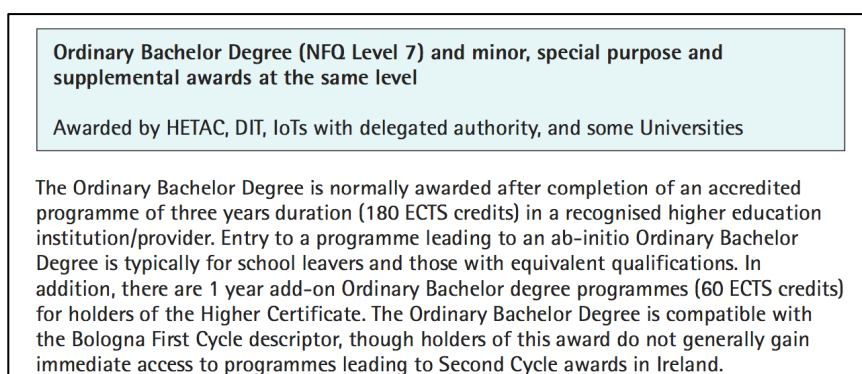 Ordinary Bachelor Degree (NFQ Level 7) and minor, special purpose and
supplemental awards at the same level
Awarded by HETAC, DIT, IoTs with delegated authority, and some Universities
The Ordinary Bachelor Degree is normally awarded after completion of an accredited
programme of three years duration (180 ECTS credits) in a recognised higher education
institution/provider. Entry to a programme leading to an ab-initio Ordinary Bachelor
Degree is typically for school leavers and those with equivalent qualifications. In
addition, there are 1 year add-on Ordinary Bachelor degree programmes (60 ECTS credits)
for holders of the Higher Certificate. The Ordinary Bachelor Degree is compatible with
the Bologna First Cycle descriptor, though holders of this award do not generally gain
immediate access to programmes leading to Second Cycle awards in Ireland.